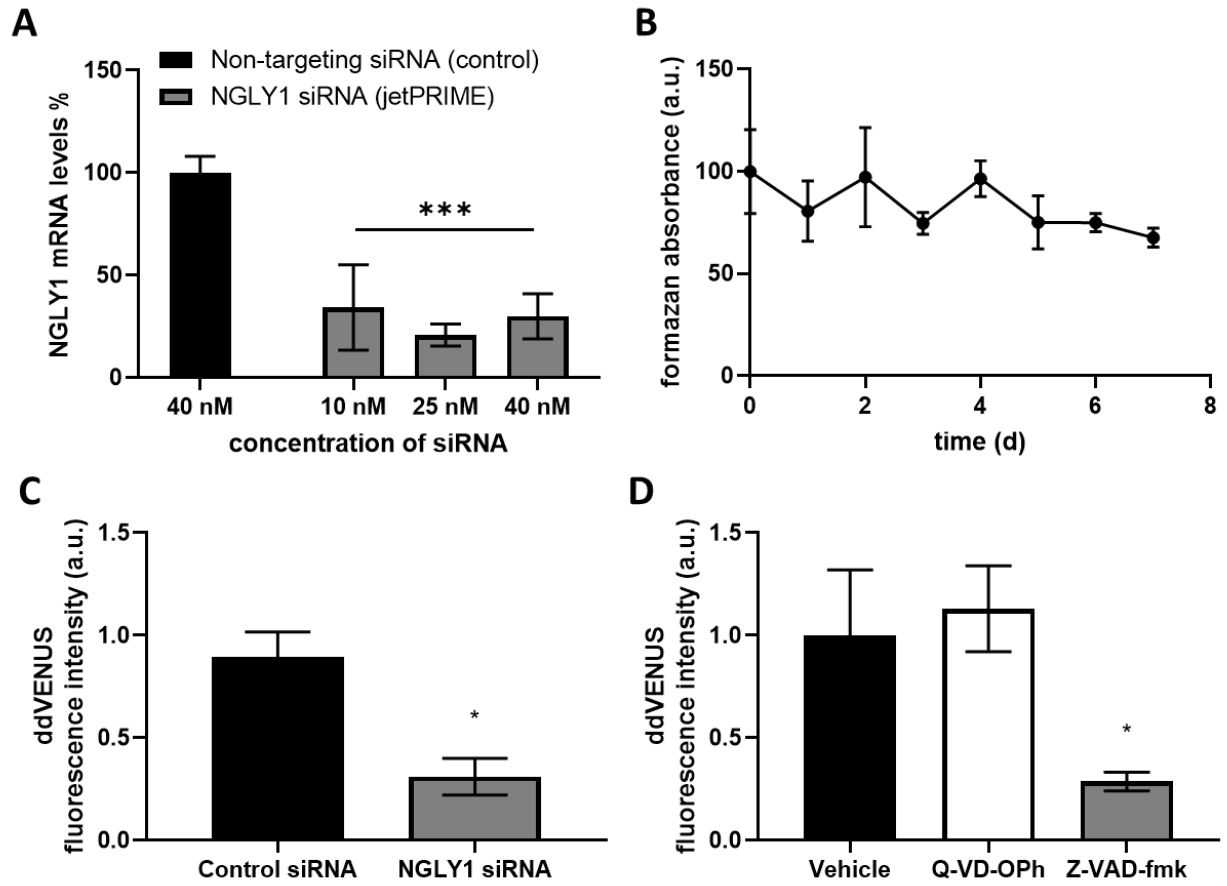 A
Non-targeting siRNA (control)
NGLY1 siRNA (jetPRIME)
NGLY1 mRNA levels %
150
100
50
0
***
40 nM
10 nM
25 nM
40 nM
concentration of siRNA
B
formazan absorbance (a.u.)
150
100
50
0
0
2
4
6
8
time (d)
C
ddVENUS
fluorescence intensity (a.u.)
1.5
1.0
0.5
0.0
*
Control siRNA
NGLY1 siRNA
D
ddVENUS
fluorescence intensity (a.u.)
1.5
1.0
0.5
0.0
*
Vehicle
Q-VD-OPh
Z-VAD-fmk